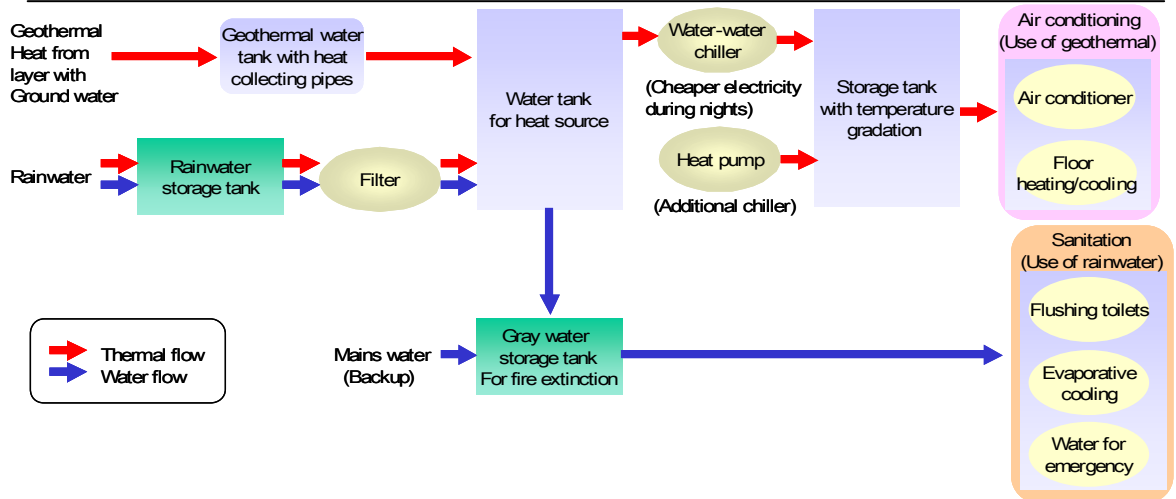 Geothermal
Heat from
layer with
Ground water
Geothermal water
tank with heat
collecting pipes
Water tank
for heat source
Water-water
chiller
(Cheaper electricity
during nights)
Heat pump
(Additional chiller)
Storage tank
with temperature
gradation
Air conditioning
(Use of geothermal)
Air conditioner
Floor
heating/cooling
Rainwater
Rainwater
storage tank
Filter
Sanitation
(Use of rainwater)
Flushing toilets
Evaporative
cooling
Water for
emergency
Mains water
(Backup)
Gray water
storage tank
For fire extinction
Thermal flow
Water flow